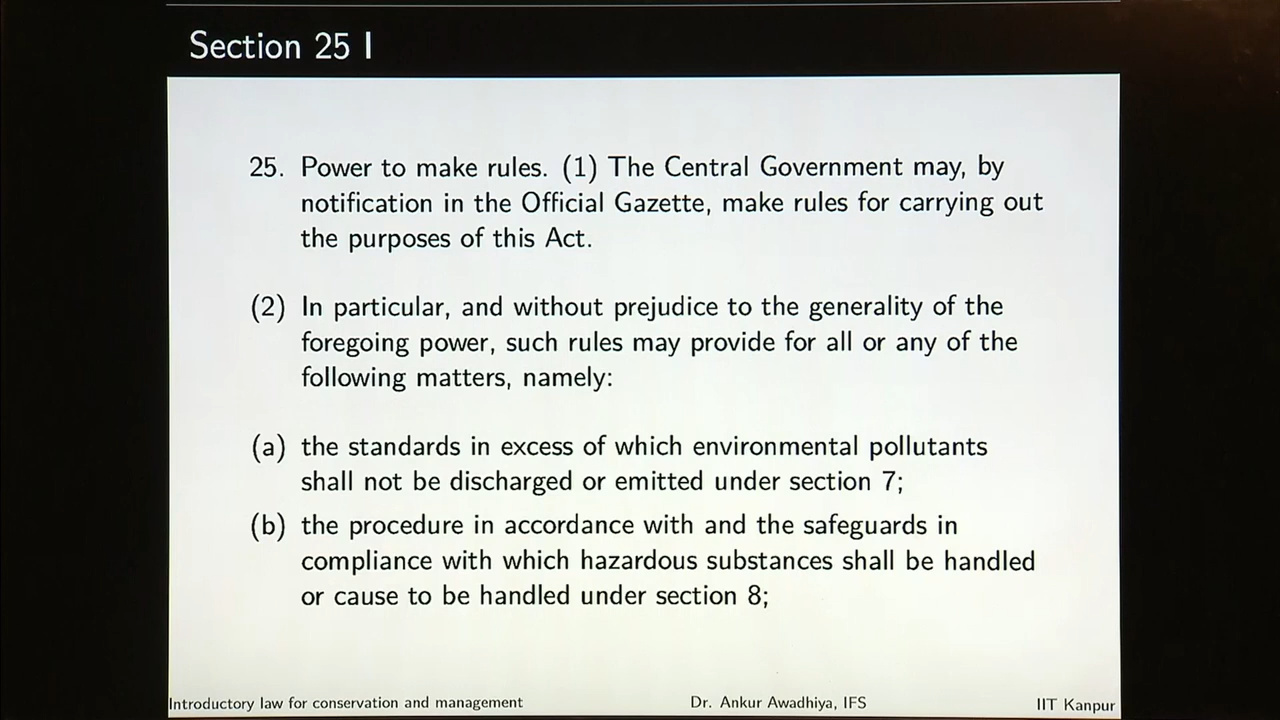 Section 25 I
25. Power to make rules. (1) The Central Government may, by
notification in the Official Gazette, make rules for carrying out
the purposes of this Act.
(2) In particular, and without prejudice to the generality of the
foregoing power, such rules may provide for all or any of the
following matters, namely:
(a) the standards in excess of which environmental pollutants
shall not be discharged or emitted under section 7;
(b) the procedure in accordance with and the safeguards in
compliance with which hazardous substances shall be handled
or cause to be handled under section 8;
Introductory law for conservation and management Dr. Ankur Awadhiya, IFS IIT Kanpur